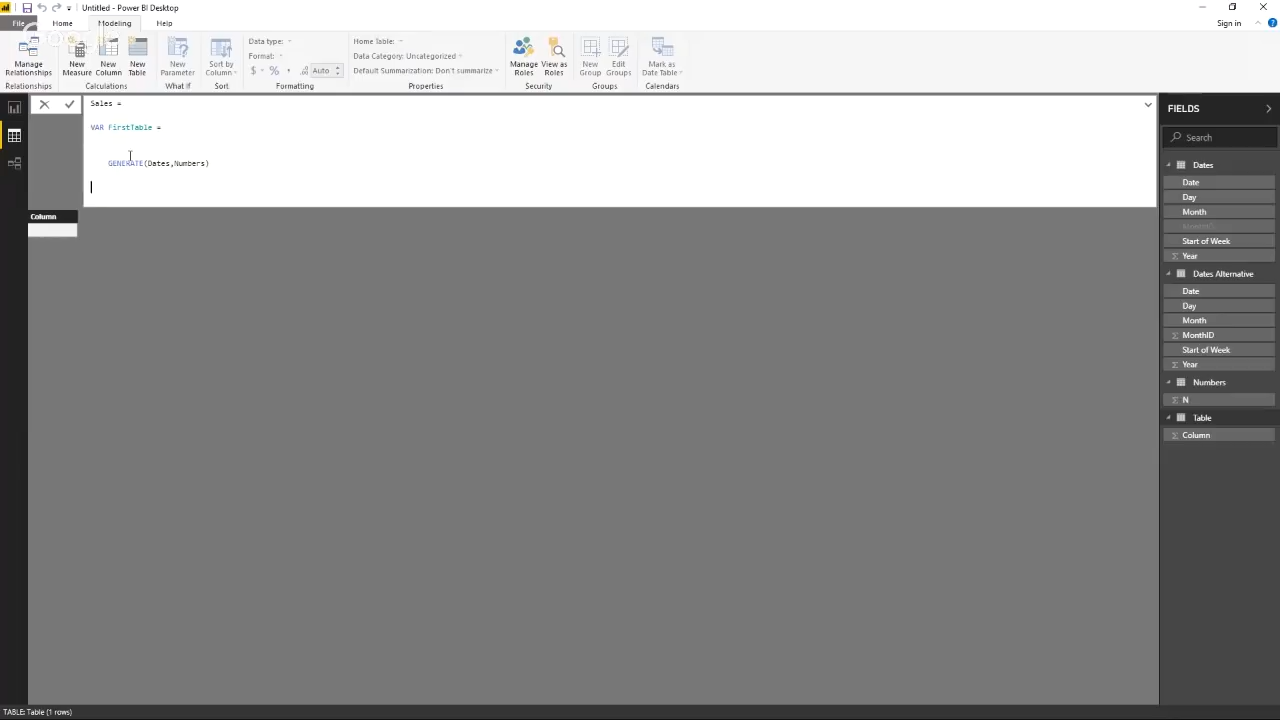 Untitled - Power BI Desktop
File
Home
Modeling
Help
Sign in
Manage Relationships
New Measure
New Column
New Table
New Parameter
Sort by Column
Data type:
Format:
$ % Auto
Home Table:
Data Category: Uncategorized
Default Summarization: Don't summarize
Manage Roles
View as Roles
New Group
Edit Groups
Mark as Date Table
Relationships
Calculations
What if
Sort
Formatting
Properties
Security
Groups
Calendars
Sales =
VAR FirstTable =
GENERATE(Dates,Numbers)
Column
FIELDS
Search
Dates
Date
Day
Month
Start of Week
Year
Dates Alternative
Date
Day
Month
MonthID
Start of Week
Year
Numbers
N
Table
Column
TABLE: Table (1 rows)